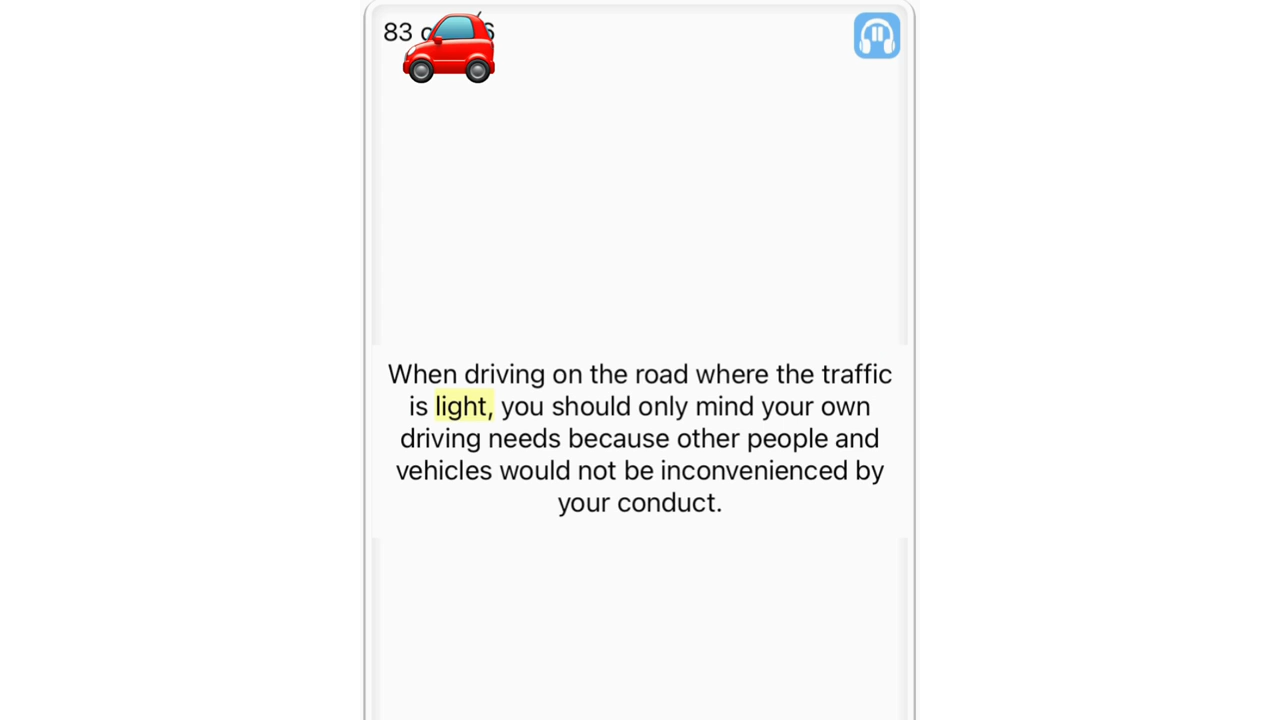 83
When driving on the road where the traffic
is light, you should only mind your own
driving needs because other people and
vehicles would not be inconvenienced by
your conduct.